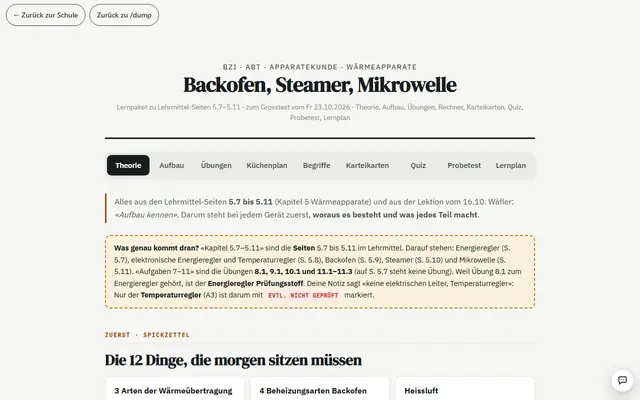 ← Zurück zur Schule
Zurück zu /dump
BZI · ABT · APPARATEKUNDE · WÄRMEAPPARATE
Backofen, Steamer, Mikrowelle
Lernpaket zu Lehrmittel-Seiten 5.7–5.11 · zum Grosstest vom Fr 23.10.2026 · Theorie, Aufbau, Übungen, Rechner, Karteikarten, Quiz,
Probetest, Lernplan
Theorie
Aufbau
Übungen
Küchenplan
Begriffe
Karteikarten
Quiz
Probetest
Lernplan
Alles aus den Lehrmittel-Seiten 5.7 bis 5.11 (Kapitel 5 Wärmeapparate) und aus der Lektion vom 16.10. Wäfler:
«Aufbau kennen». Darum steht bei jedem Gerät zuerst, woraus es besteht und was jedes Teil macht.
Was genau kommt dran? «Kapitel 5.7–5.11» sind die Seiten 5.7 bis 5.11 im Lehrmittel. Darauf stehen: Energieregler (S.
5.7), elektronische Energieregler und Temperaturregler (S. 5.8), Backofen (S. 5.9), Steamer (S. 5.10) und Mikrowelle (S.
5.11). «Aufgaben 7–11» sind die Übungen 8.1, 9.1, 10.1 und 11.1–11.3 (auf S. 5.7 steht keine Übung). Weil Übung 8.1 zum
Energieregler gehört, ist der Energieregler Prüfungsstoff. Deine Notiz sagt «keine elektrischen Leiter, Temperaturregler»:
Nur der Temperaturregler (A3) ist darum mit EVTL. NICHT GEPRÜFT markiert.
ZUERST · SPICKZETTEL
Die 12 Dinge, die morgen sitzen müssen
3 Arten der Wärmeübertragung
4 Beheizungsarten Backofen
Heissluft